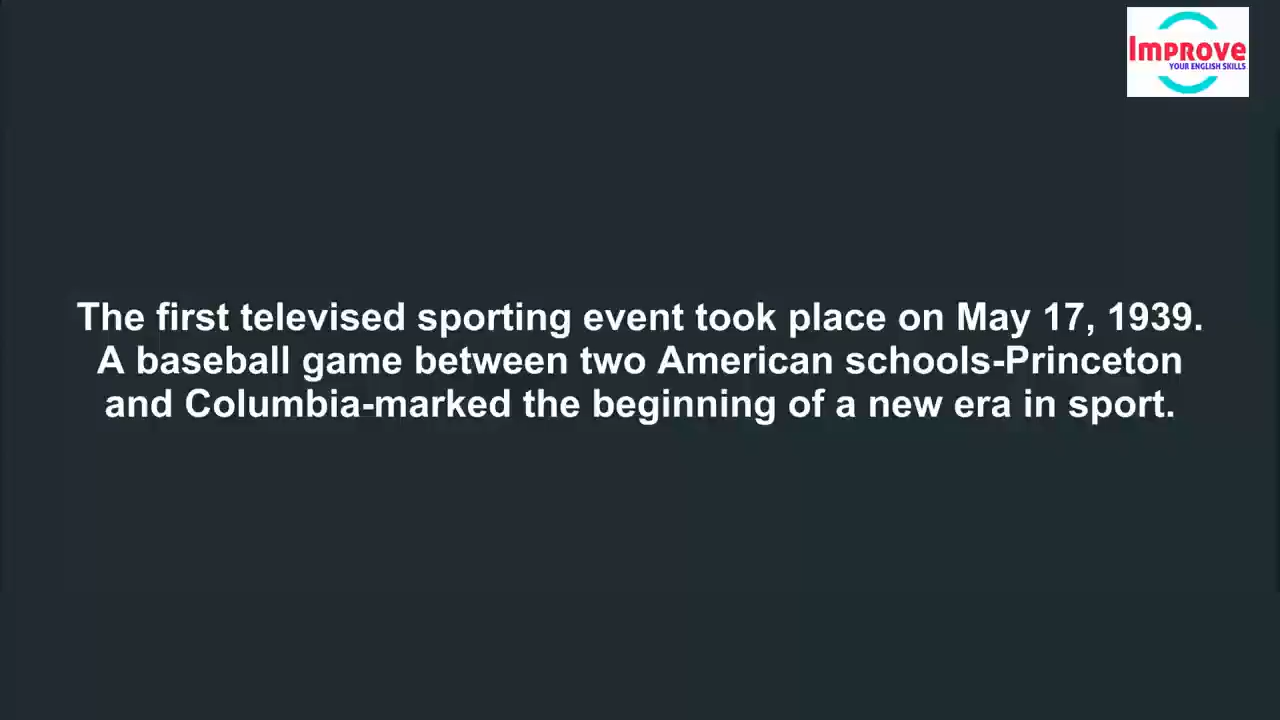 Improve
YOUR ENGLISH SKILLS
The first televised sporting event took place on May 17, 1939.
A baseball game between two American schools-Princeton
and Columbia-marked the beginning of a new era in sport.